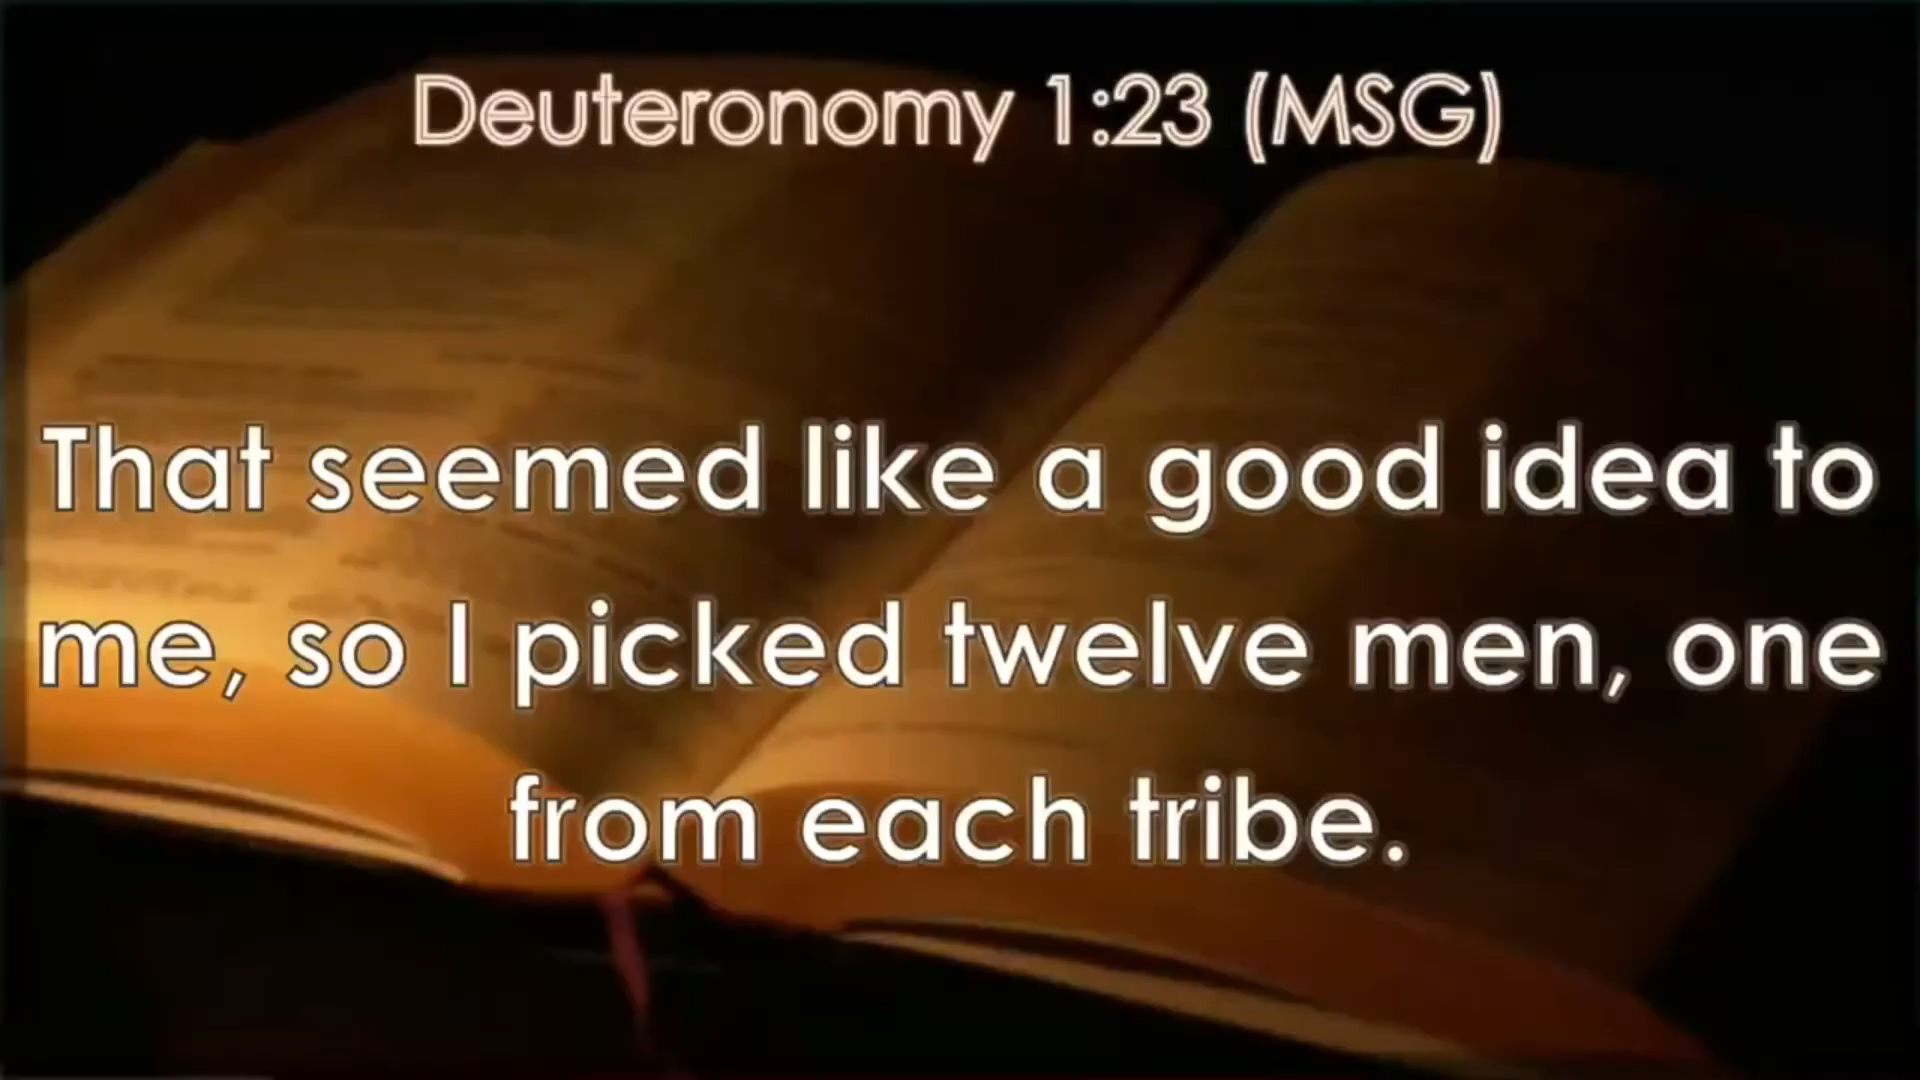 Deuteronomy 1:23 (MSG)
That seemed like a good idea to
me, so I picked twelve men, one
from each tribe.